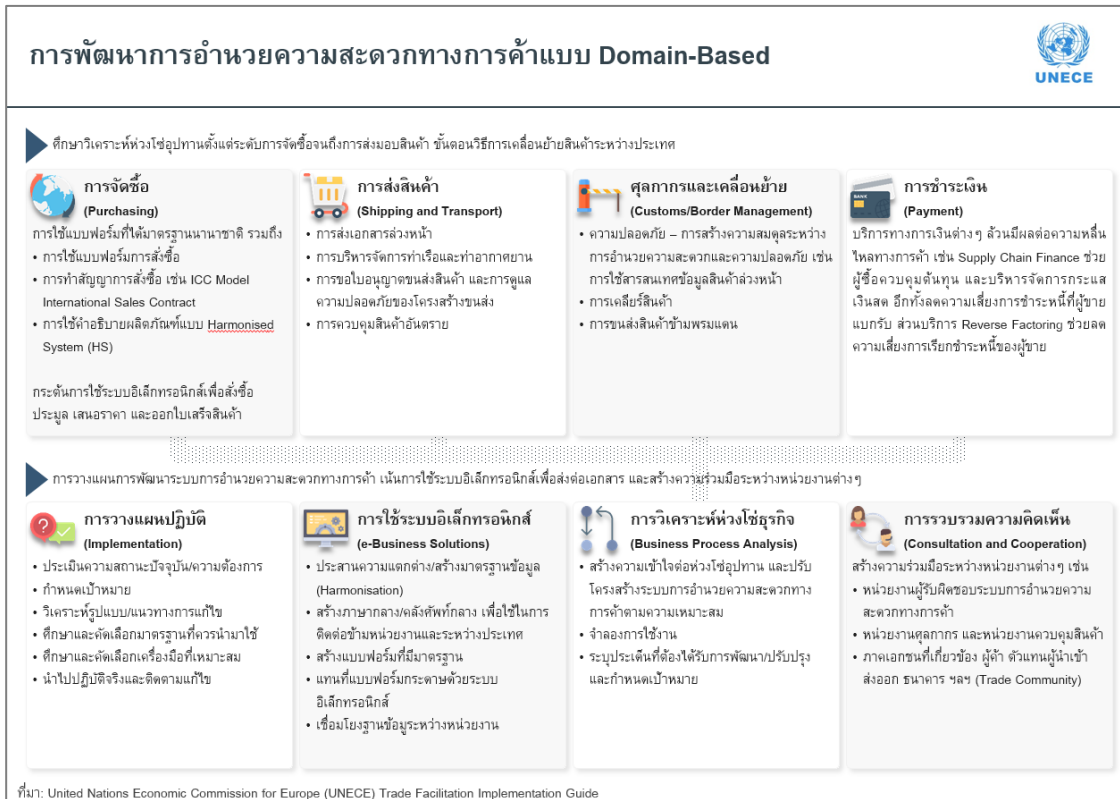 การพัฒนาการอำนวยความสะดวกทางการค้าแบบ Domain-Based
UNECE
ศึกษาวิเคราะห์ห่วงโซ่อุปทานตั้งแต่ระดับการจัดซื้อจนถึงการส่งมอบสินค้า ขั้นตอนวิธีการเคลื่อนย้ายสินค้าระหว่างประเทศ
การจัดซื้อ
(Purchasing)
การใช้แบบฟอร์มที่ได้มาตรฐานนานาชาติ รวมถึง
• การใช้แบบฟอร์มการสั่งซื้อ
• การทำสัญญาการสั่งซื้อ เช่น ICC Model
International Sales Contract
• การใช้คำอธิบายผลิตภัณฑ์แบบ Harmonised
System (HS)
กระตุ้นการใช้ระบบอิเล็กทรอนิกส์เพื่อสั่งซื้อ
ประมูล เสนอราคา และออกใบเสร็จสินค้า
การส่งสินค้า
(Shipping and Transport)
• การส่งเอกสารล่วงหน้า
• การบริหารจัดการท่าเรือและท่าอากาศยาน
• การขอใบอนุญาตขนส่งสินค้า และการดูแล
ความปลอดภัยของโครงสร้างขนส่ง
• การควบคุมสินค้าอันตราย
ศุลกากรและเคลื่อนหย้าย
(Customs/Border Management)
• ความปลอดภัย – การสร้างความสมดุลระหว่าง
การอำนวยความสะดวกและความปลอดภัย เช่น
การใช้สารสนเทศข้อมูลสินค้าล่วงหน้า
• การเคลียร์สินค้า
• การขนส่งสินค้าข้ามพรมแดน
BANK
การชำระเงิน
(Payment)
บริการทางการเงินต่างๆ ล้วนมีผลต่อความหลื่น
ไหลทางการค้า เช่น Supply Chain Finance ช่วย
ผู้ซื้อควบคุมต้นทุน และบริหารจัดการกระแส
เงินสด อีกทั้งลดความเสี่ยงการชำระหนี้ที่ผู้ขาย
แบกรับ ส่วนบริการ Reverse Factoring ช่วยลด
ความเสี่ยงการเรียกชำระหนี้ของผู้ขาย
การวางแผนการพัฒนาระบบการอำนวยความสะดวกทางการค้า เน้นการใช้ระบบอิเล็กทรอนิกส์เพื่อส่งต่อเอกสาร และสร้างความร่วมมือระหว่างหน่วยงานต่างๆ
การวางแผนปฏิบัติ
(Implementation)
• ประเมินความสถานะปัจจุบัน/ความต้องการ
• กำหนดเป้าหมาย
• วิเคราะห์รูปแบบ/แนวทางการแก้ไข
• ศึกษาและคัดเลือกมาตรฐานที่ควรนำมาใช้
• ศึกษาและคัดเลือกเครื่องมือที่เหมาะสม
• นำไปปฏิบัติจริงและติดตามแก้ไข
การใช้ระบบอิเล็กทรอนิกส์
(e-Business Solutions)
• ประสานความแตกต่าง/สร้างมาตรฐานข้อมูล
(Harmonisation)
• สร้างภาษากลาง/คลังศัพท์กลาง เพื่อใช้ในการ
ติดต่อข้ามหน่วยงานและระหว่างประเทศ
• สร้างแบบฟอร์มที่มีมาตรฐาน
• แทนที่แบบฟอร์มกระดาษด้วยระบบ
อิเล็กทรอนิกส์
• เชื่อมโยงฐานข้อมูระหว่างหน่วยงาน
การวิเคราะห์ห่วงโซ่ธุรกิจ
(Business Process Analysis)
• สร้างความเข้าใจต่อห่วงโซ่อุปทาน และปรับ
โครงสร้างระบบการอำนวยความสะดวกทาง
การค้าตามความเหมาะสม
• จำลองการใช้งาน
• ระบุประเด็นที่ต้องได้รับการพัฒนา/ปรับปรุง
และกำหนดเป้าหมาย
การรวบรวมความคิดเห็น
(Consultation and Cooperation)
สร้างความร่วมมือระหว่างหน่วยงานต่างๆ เช่น
• หน่วยงานผู้รับผิดชอบระบบการอำนวยความ
สะดวกทางการค้า
• หน่วยงานศุลกากร และหน่วยงานควบคุมสินค้า
• ภาคเอกชนที่เกี่ยวข้อง ผู้ค้า ตัวแทนผู้นำเข้า
ส่งออก ธนาคาร ฯลฯ (Trade Community)
ที่มา: United Nations Economic Commission for Europe (UNECE) Trade Facilitation Implementation Guide